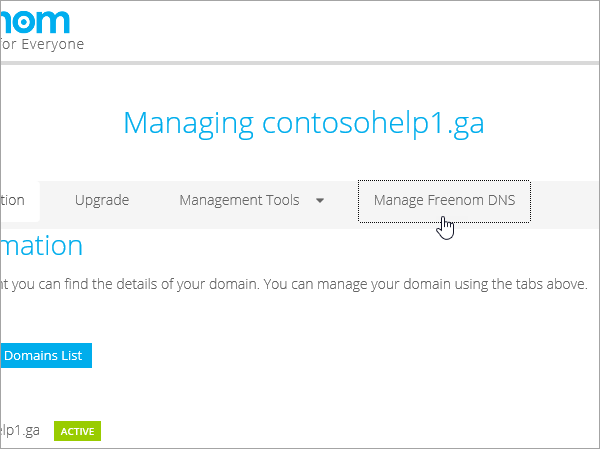 nom
for Everyone
Managing contosohelp1.ga
tion Upgrade Management Tools Manage Freenom DNS
mation
nt you can find the details of your domain. You can manage your domain using the tabs above.
Domains List
elp1.ga ACTIVE